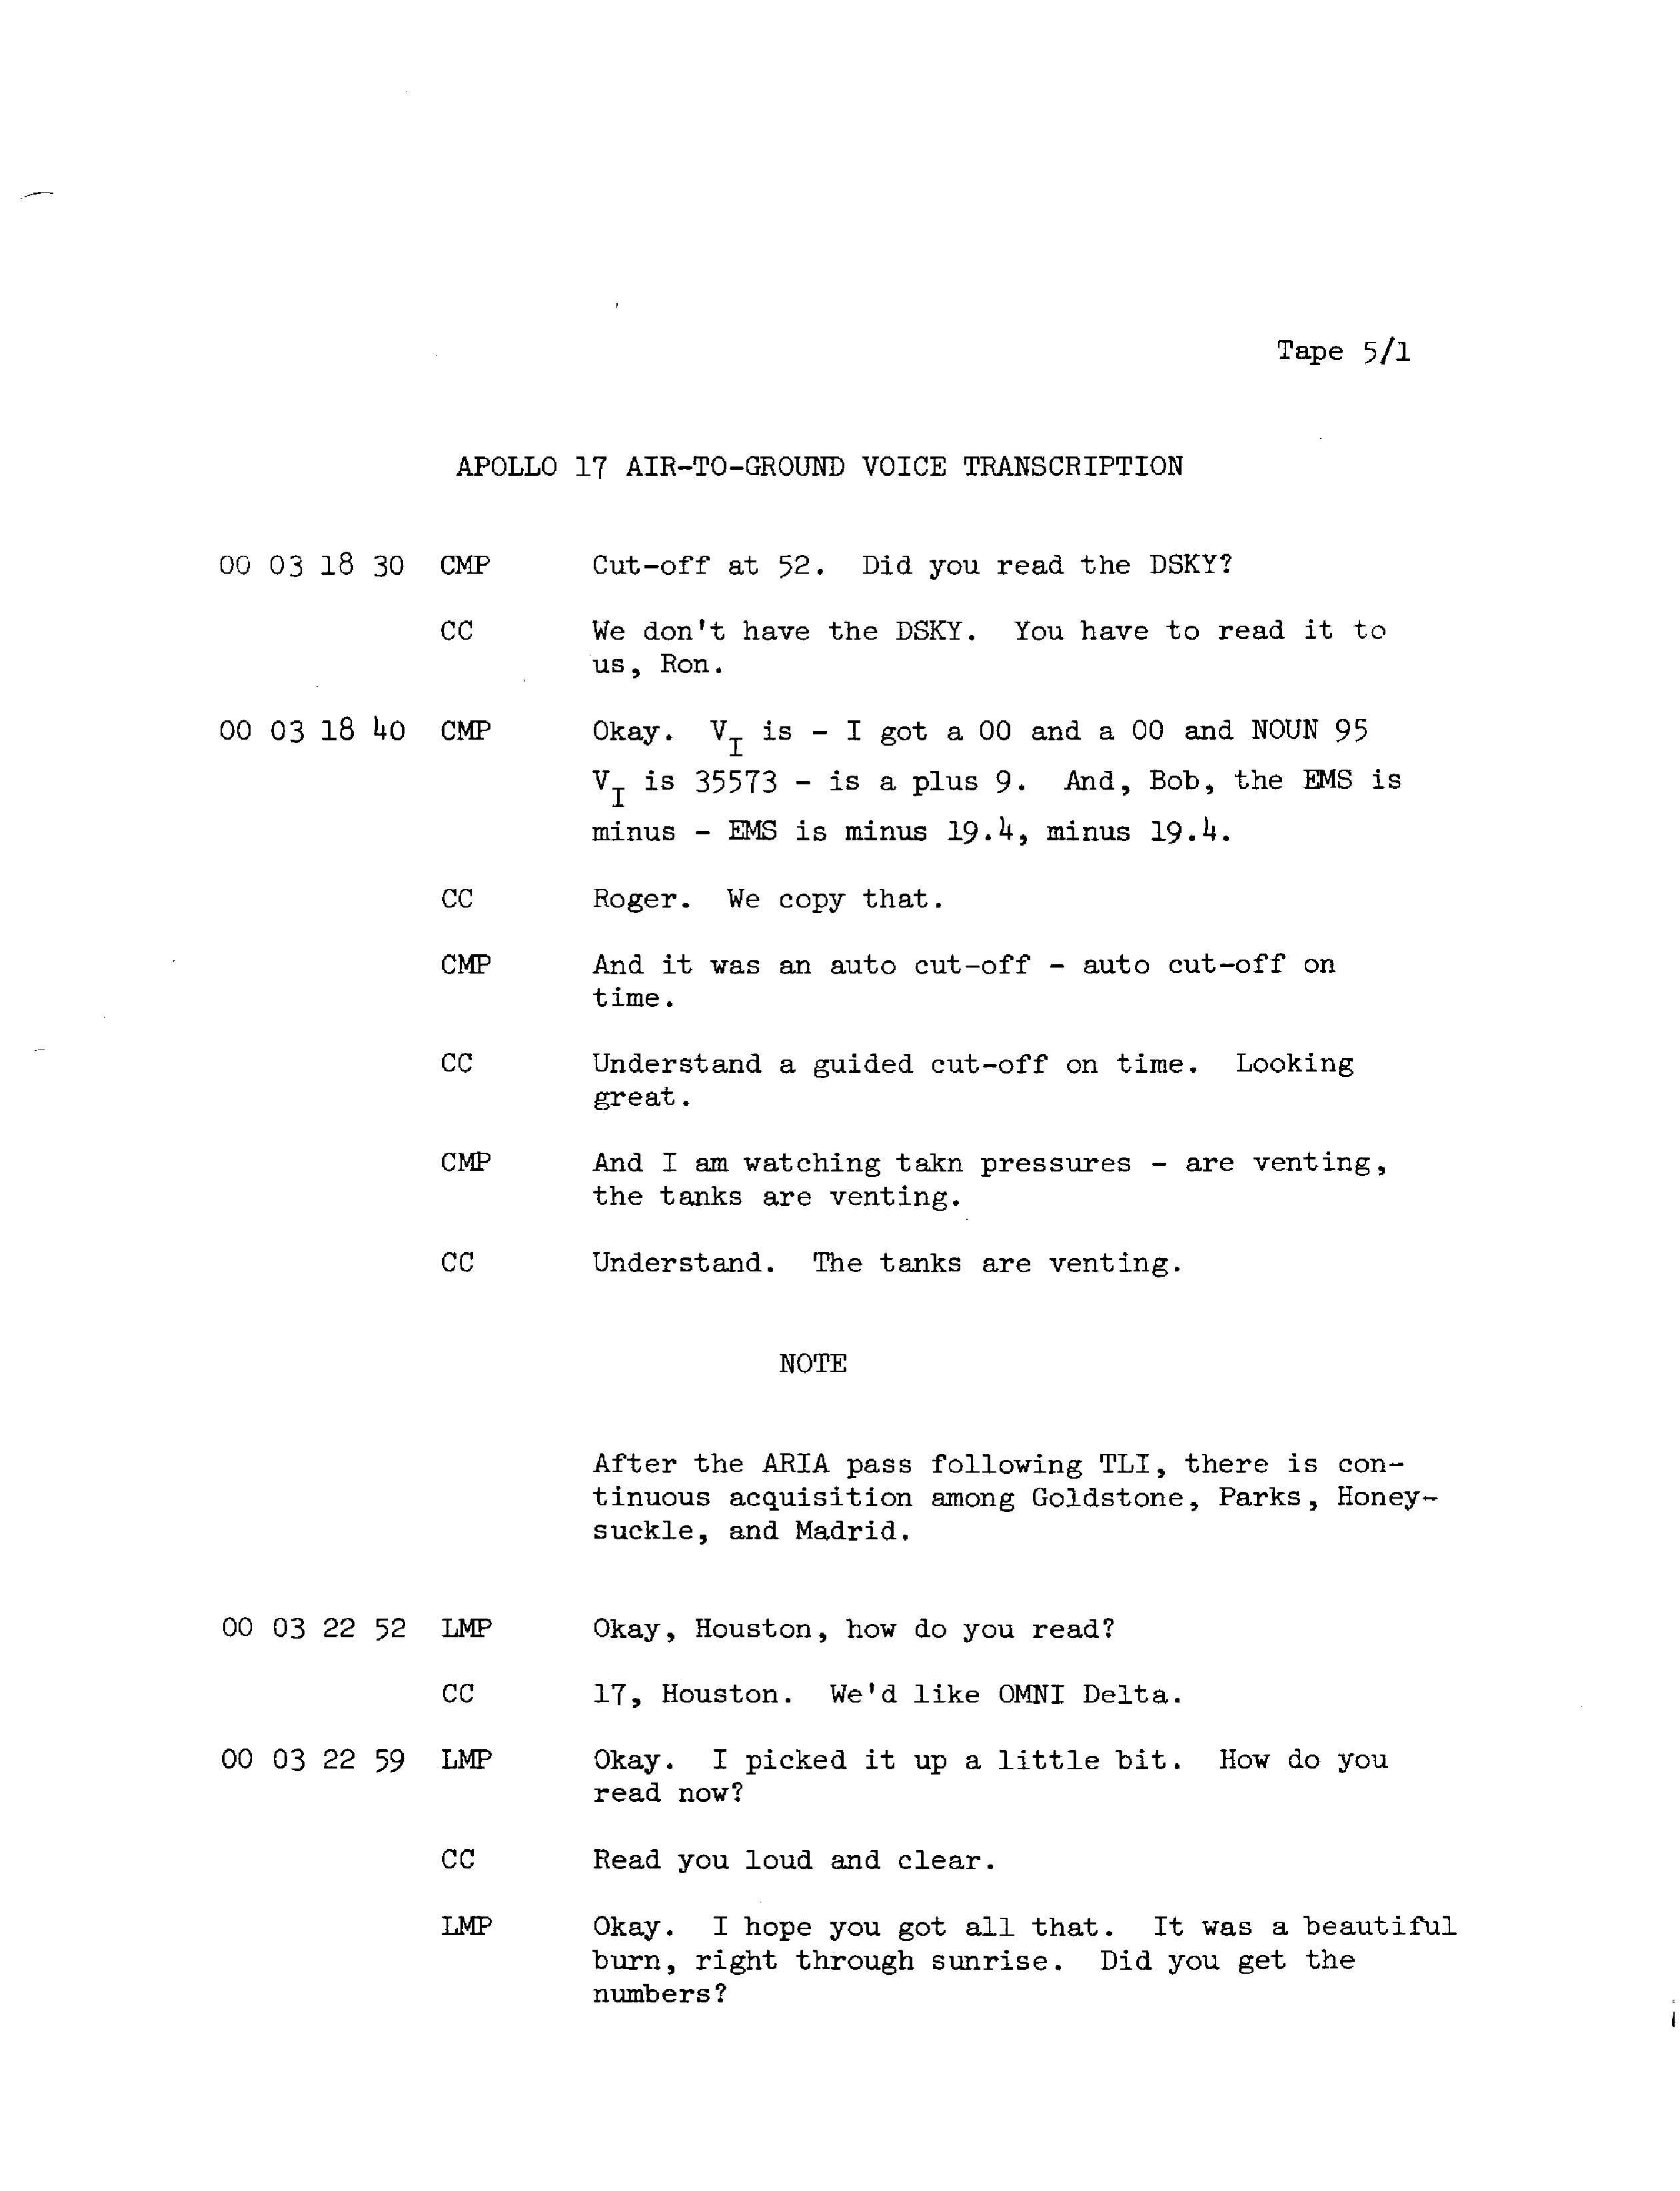 Tape 5/1
APOLLO 17 AIR-TO-GROUND VOICE TRANSCRIPTION
00 03 18 30 CMP Cut-off at 52. Did you read the DSKY?
CC We don't have the DSKY. You have to read it to
us, Ron.
00 03 18 40 CMP Okay. VI is - I got a 00 and a 00 and NOUN 95
VI is 35573 - is a plus 9. And, Bob, the EMS is
minus - EMS is minus 19.4, minus 19.4.
CC Roger. We copy that.
CMP And it was an auto cut-off - auto cut-off on
time.
CC Understand a guided cut-off on time. Looking
great.
CMP And I am watching takn pressures - are venting,
the tanks are venting.
CC Understand. The tanks are venting.
NOTE
After the ARIA pass following TLI, there is con-
tinuous acquisition among Goldstone, Parks, Honey-
suckle, and Madrid.
00 03 22 52 LMP Okay, Houston, how do you read?
CC 17, Houston. We'd like OMNI Delta.
00 03 22 59 LMP Okay. I picked it up a little bit. How do you
read now?
CC Read you loud and clear.
LMP Okay. I hope you got all that. It was a beautiful
burn, right through sunrise. Did you get the
numbers?